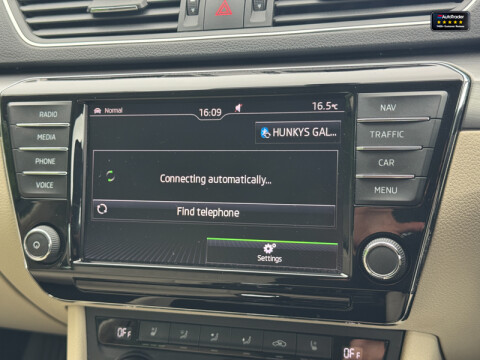 AutoTrader
RADIO
MEDIA
PHONE
VOICE
Normal
16:09
16.5°C
HUNKYS GAL..
Connecting automatically...
Find telephone
Settings
NAV
TRAFFIC
CAR
MENU
OFF
OFF